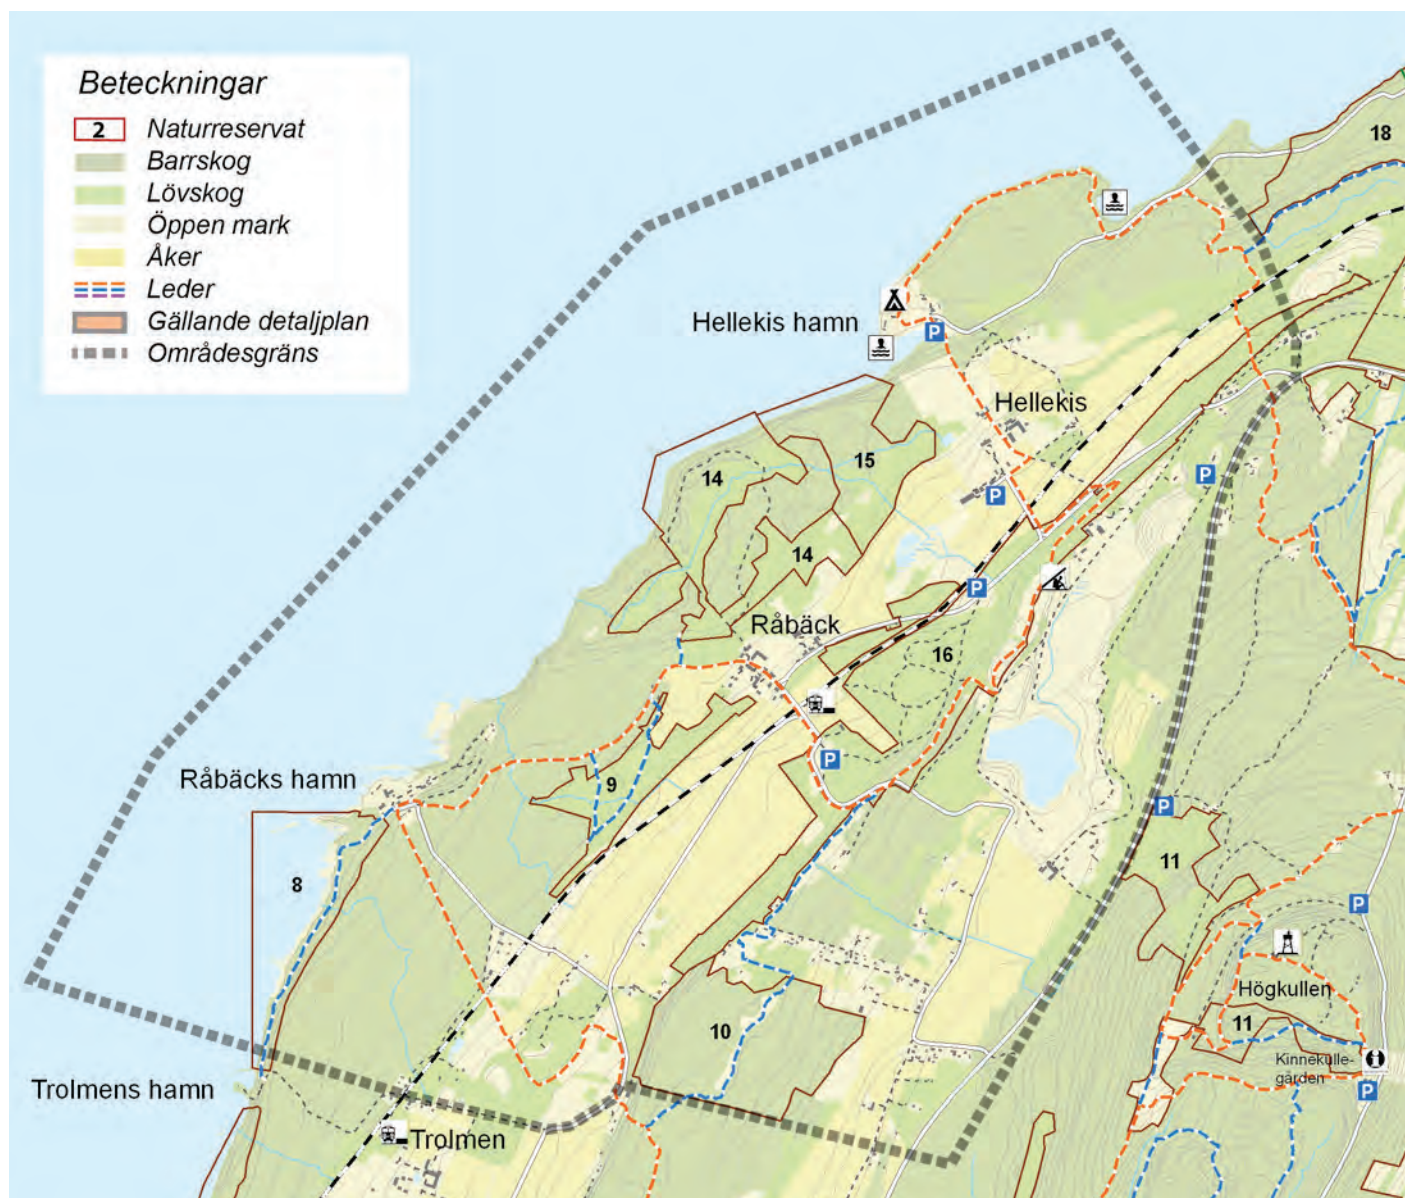 Beteckningar
2 Naturreservat
Barrskog
Lövskog
Öppen mark
Åker
Leder
Gällande detaljplan
Områdesgräns
18
Hellekis hamn
P
Hellekis
15
14
P
P
14
P
Råbäck
16
P
Råbäcks hamn
9
P
11
8
P
Högkullen
10
11
Kinnekulle-
gården
Trolmens hamn
P
Trolmen